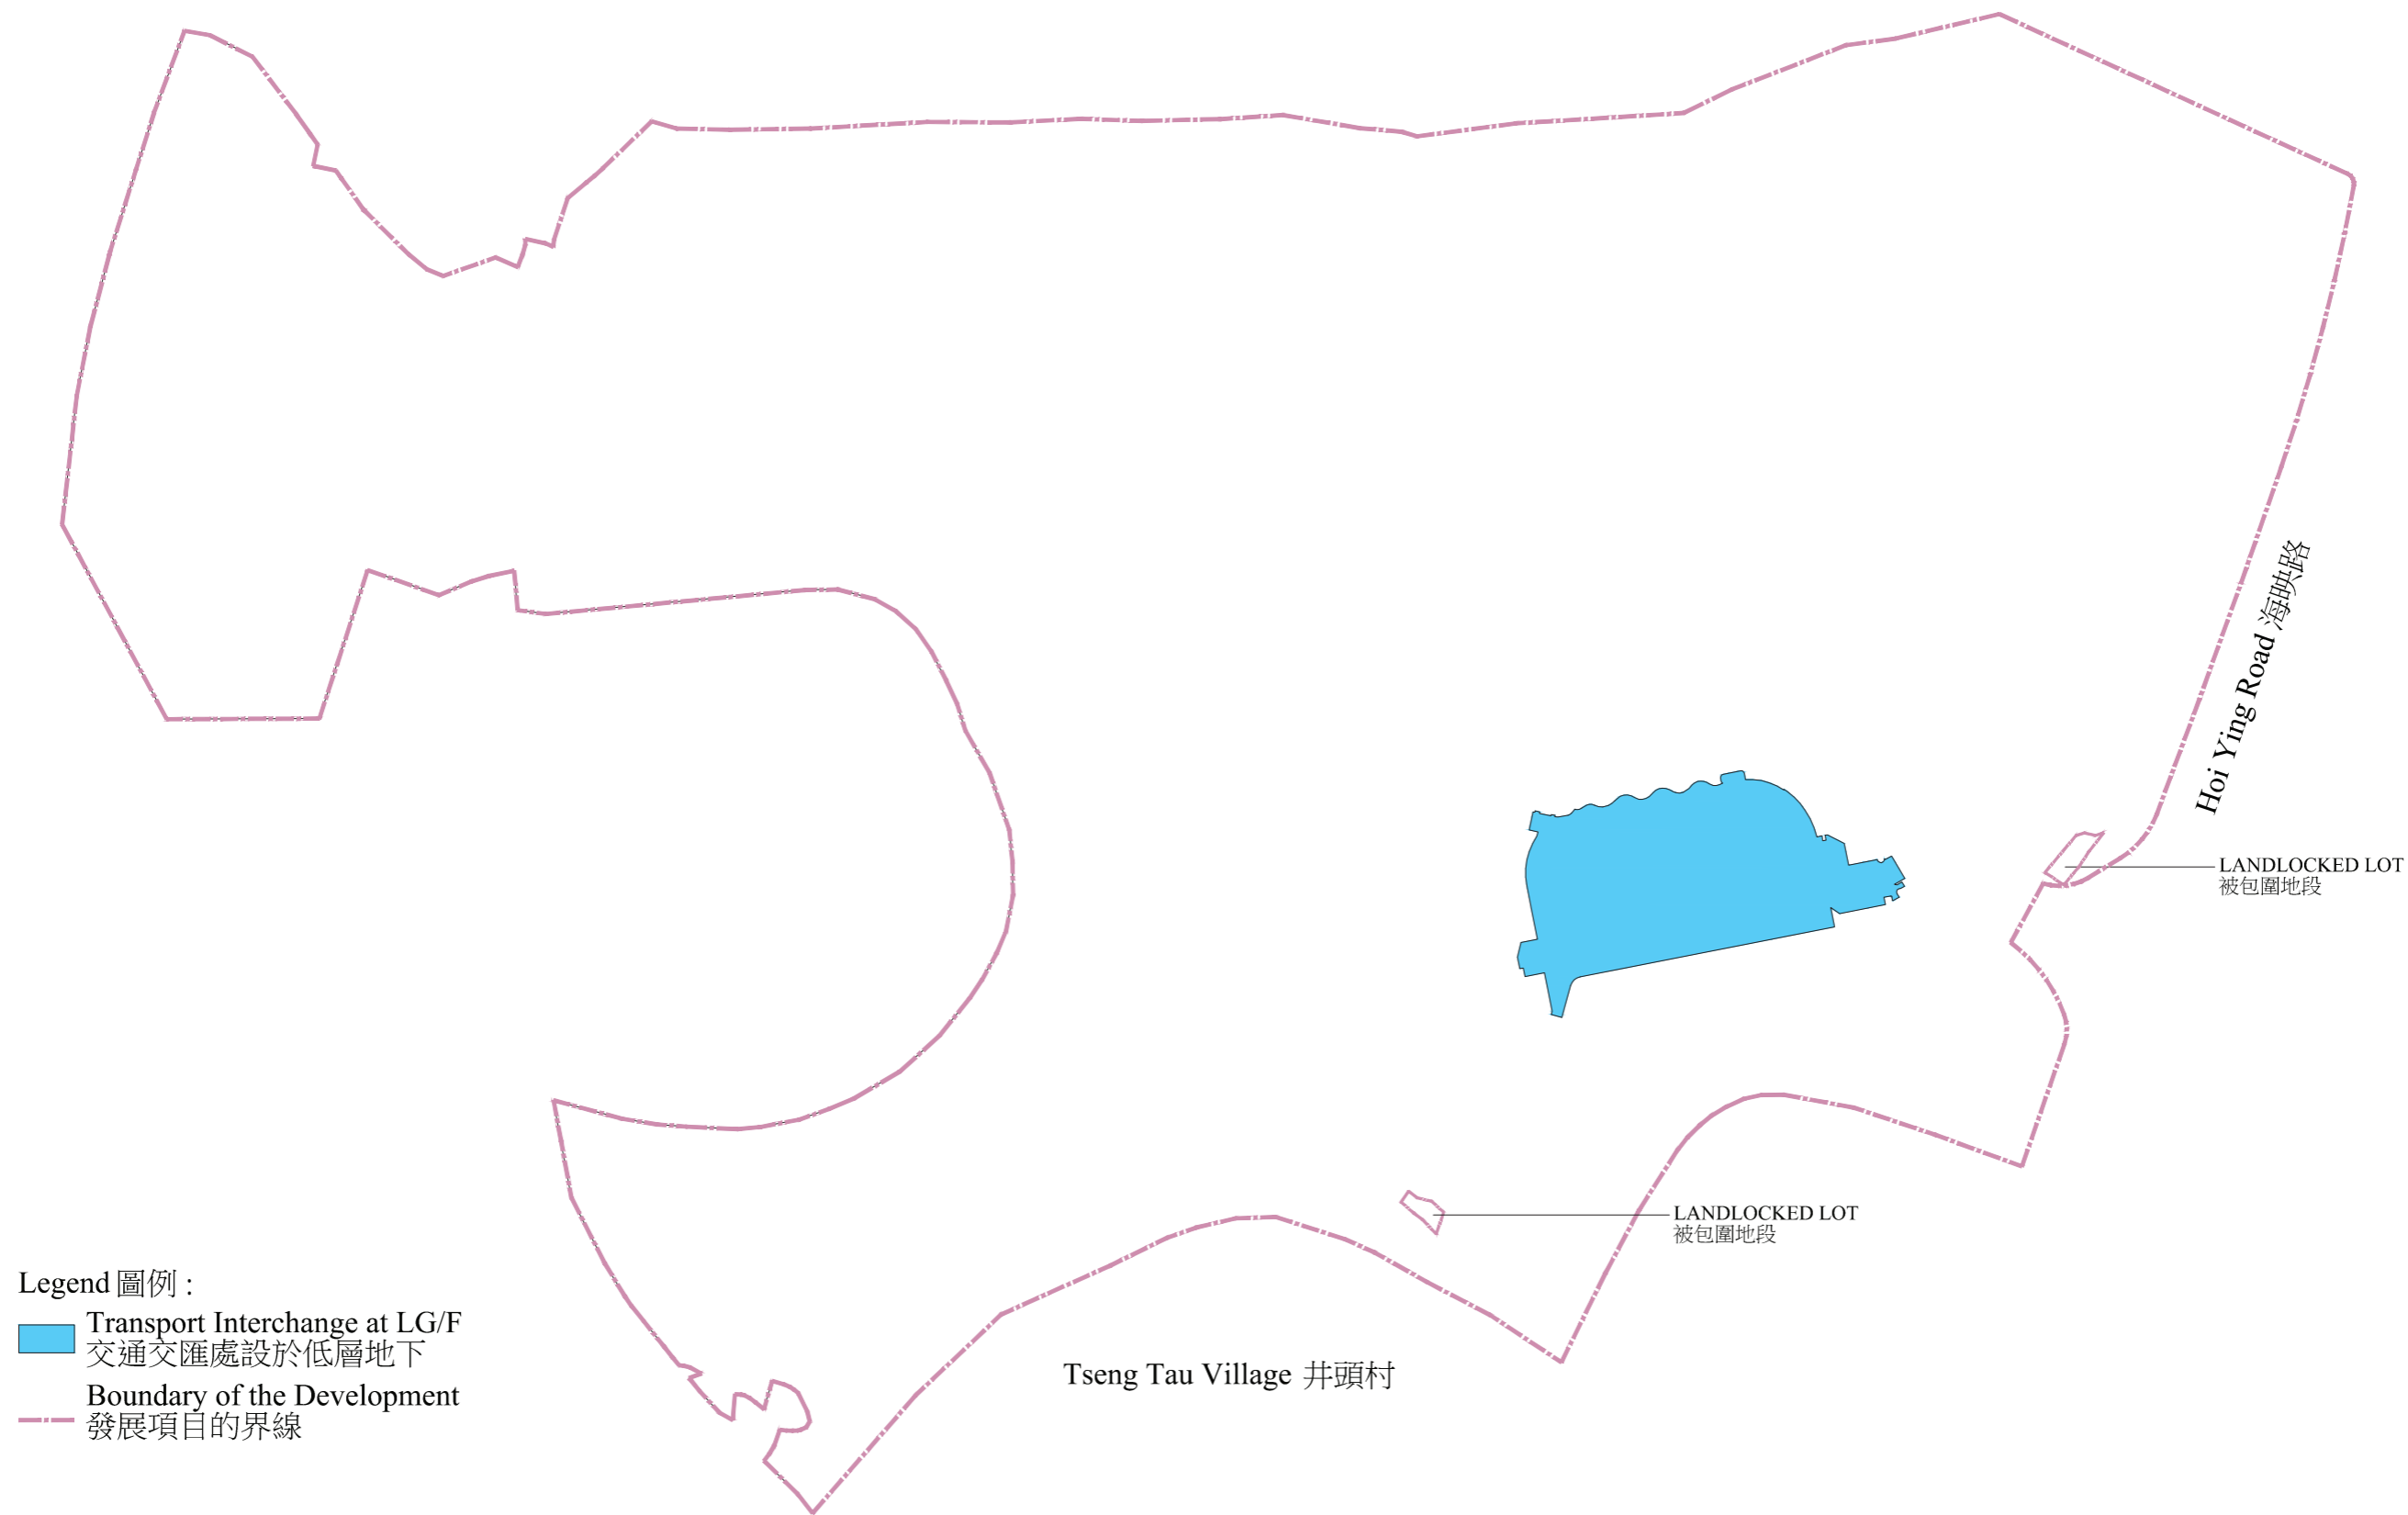 Hoi Ying Road 海映路
LANDLOCKED LOT
被包圍地段
LANDLOCKED LOT
被包圍地段
Tseng Tau Village 井頭村
Legend 圖例 :
Transport Interchange at LG/F
交通交匯處設於低層地下
Boundary of the Development
發展項目的界線